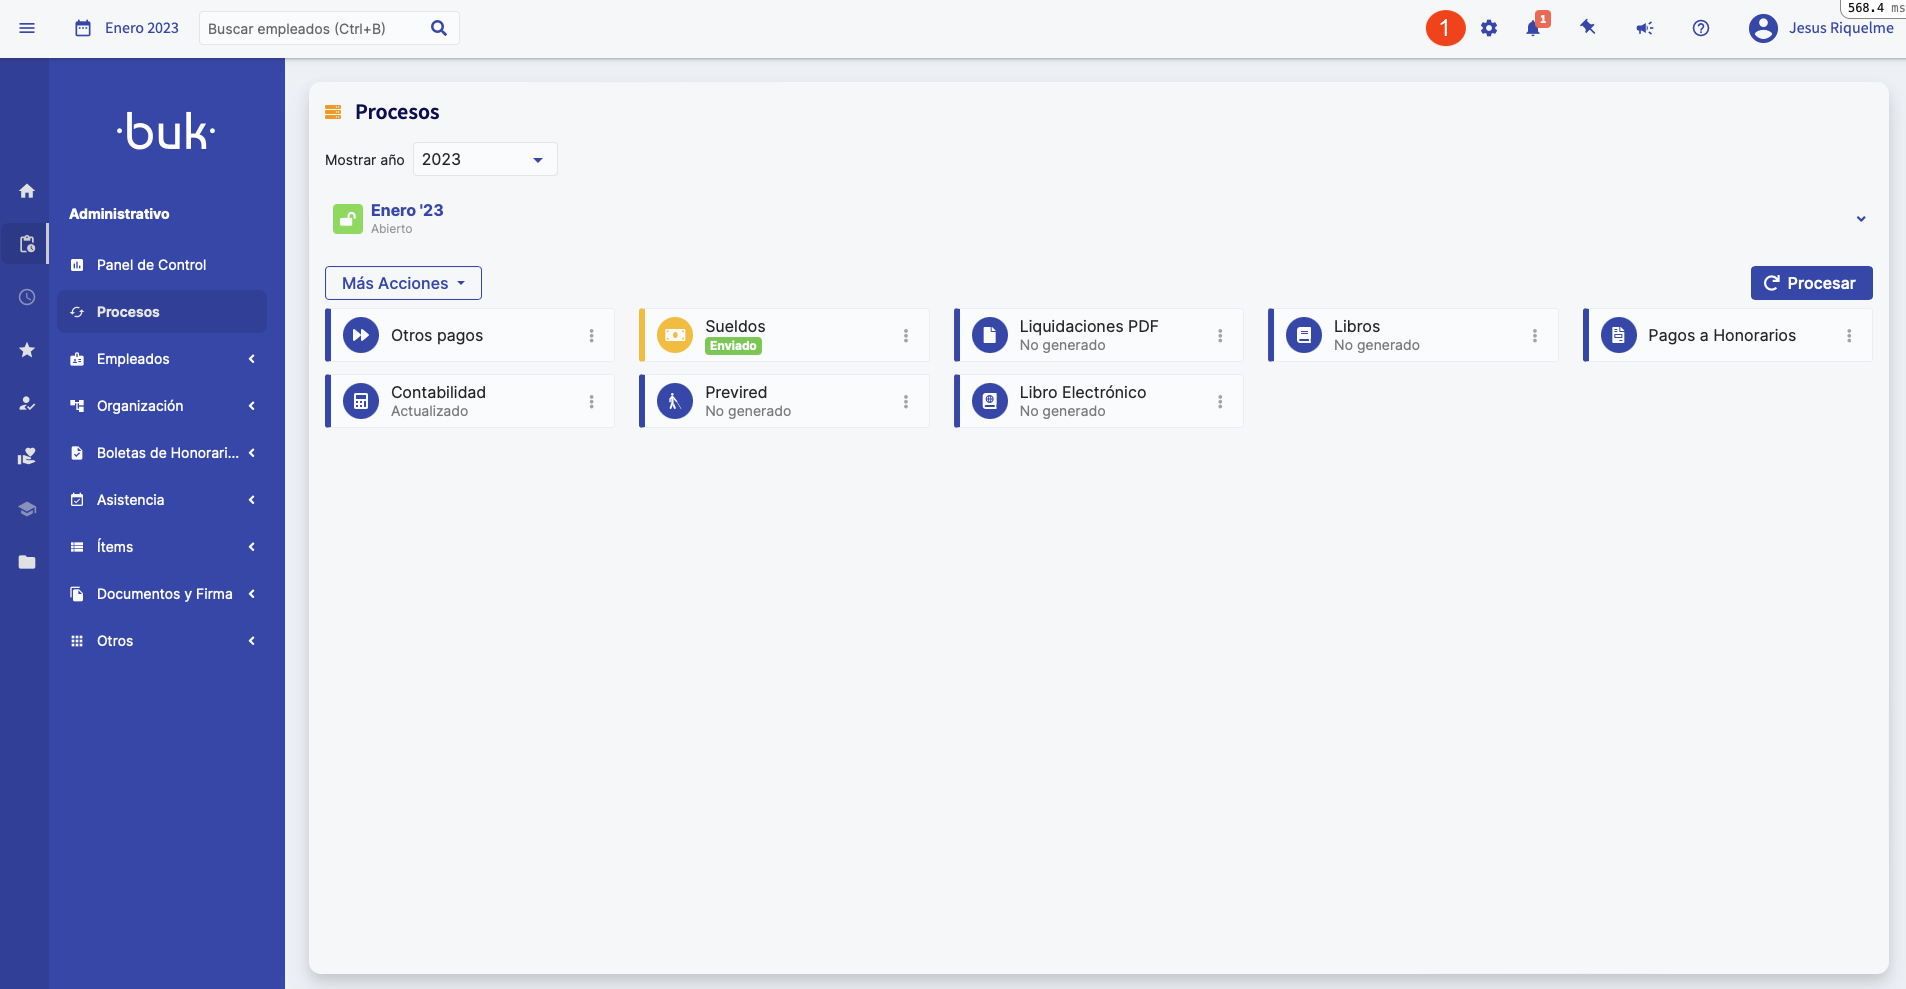 Enero 2023
Buscar empleados (Ctrl+B)
1
1
568.4 ms
Jesus Riquelme
·buk·
Administrativo
Panel de Control
Procesos
Empleados
Organización
Boletas de Honorari...
Asistencia
Ítems
Documentos y Firma
Otros
Procesos
Mostrar año 2023
Enero '23
Abierto
Más Acciones
Procesar
Otros pagos
Sueldos
Enviado
Liquidaciones PDF
No generado
Libros
No generado
Pagos a Honorarios
Contabilidad
Actualizado
Previred
No generado
Libro Electrónico
No generado